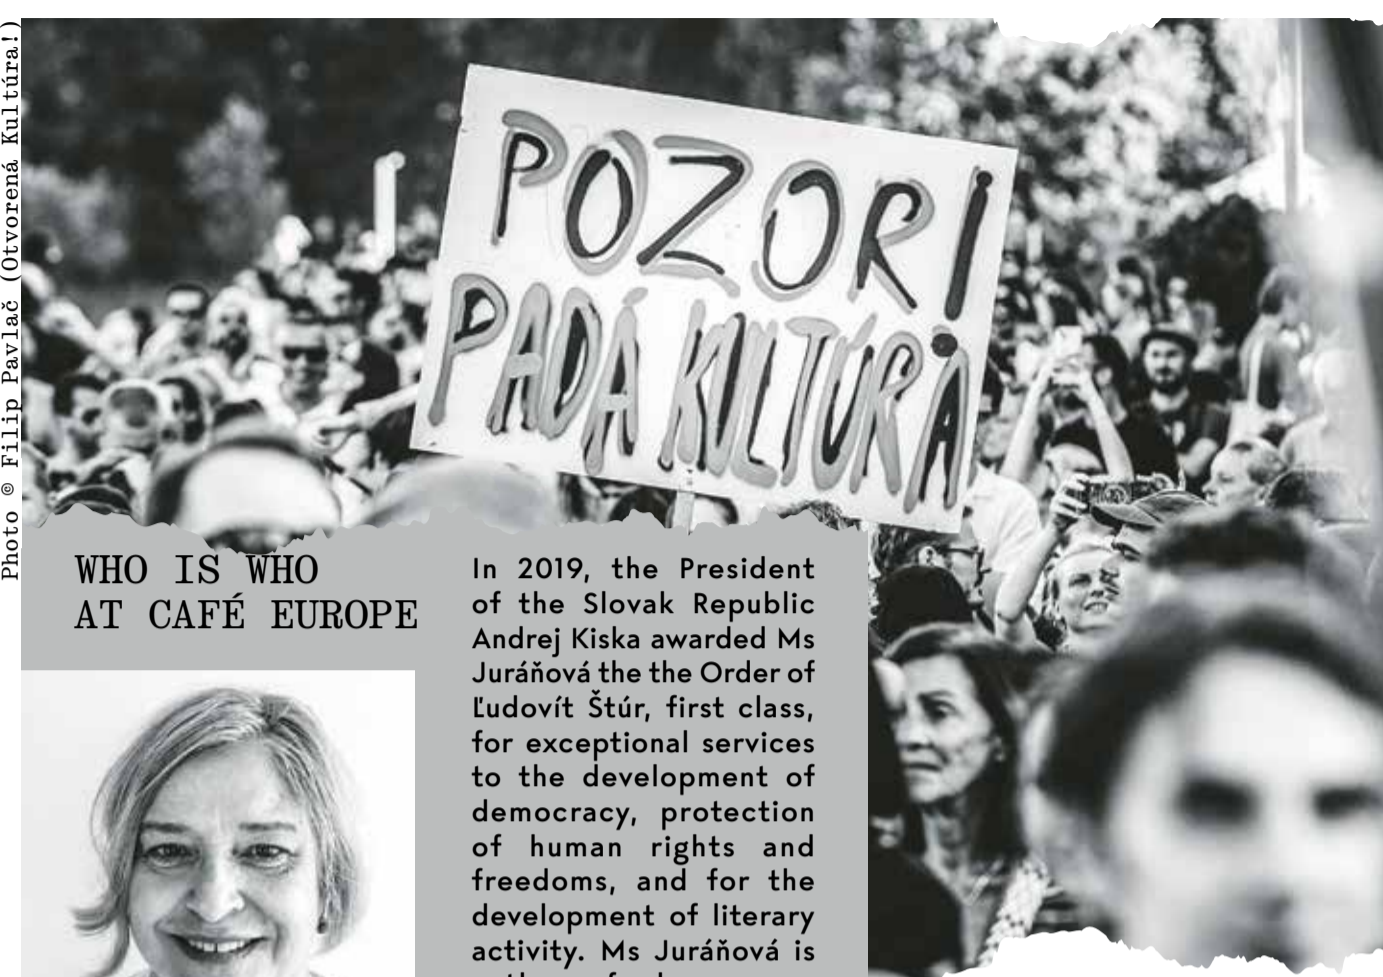 Photo © Filip Pavlač (Otvorená Kultúra!)
POZOR!
PADÁ KULTÚRA
WHO IS WHO
AT CAFÉ EUROPE
In 2019, the President
of the Slovak Republic
Andrej Kiska awarded Ms
Juráňová the the Order of
Ľudovít Štúr, first class,
for exceptional services
to the development of
democracy, protection
of human rights and
freedoms, and for the
development of literary
activity. Ms Juráňová is